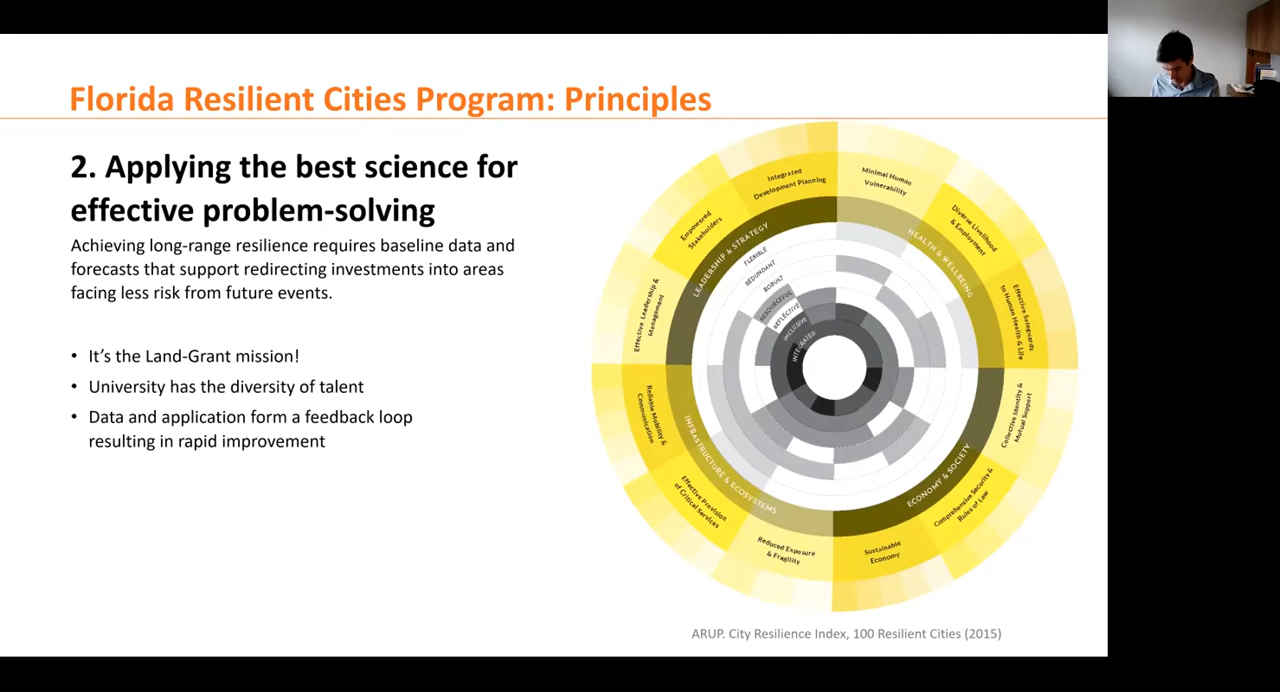 Florida Resilient Cities Program: Principles
2. Applying the best science for
effective problem-solving
Achieving long-range resilience requires baseline data and
forecasts that support redirecting investments into areas
facing less risk from future events.
• It's the Land-Grant mission!
• University has the diversity of talent
• Data and application form a feedback loop
resulting in rapid improvement
Integrated
Development Planning
Minimal Human
Vulnerability
Diverse Livelihood
& Employment
Effective Safeguards
to Human Health & Life
Collective Identity &
Mutual Support
Comprehensive Security &
Rules of Law
Sustainable
Economy
Reduced Exposure
& Fragility
Effective Provision
of Critical Services
Reliable Mobility &
Communication
Effective Leadership &
Management
Empowered
Stakeholders
LEADERSHIP & STRATEGY
HEALTH & WELLBEING
ECONOMY & SOCIETY
INFRASTRUCTURE & ECOSYSTEMS
FLEXIBLE
REDUNDANT
ROBUST
RESOURCEFUL
REFLECTIVE
INCLUSIVE
INTEGRATED
ARUP. City Resilience Index, 100 Resilient Cities (2015)